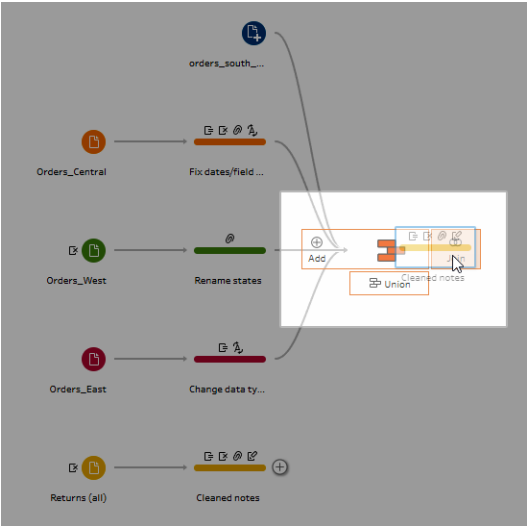 orders_south_...
Orders_Central
Fix dates/field ...
Add
Join
Union
Cleaned notes
Orders_West
Rename states
Orders_East
Change data ty...
Returns (all)
Cleaned notes